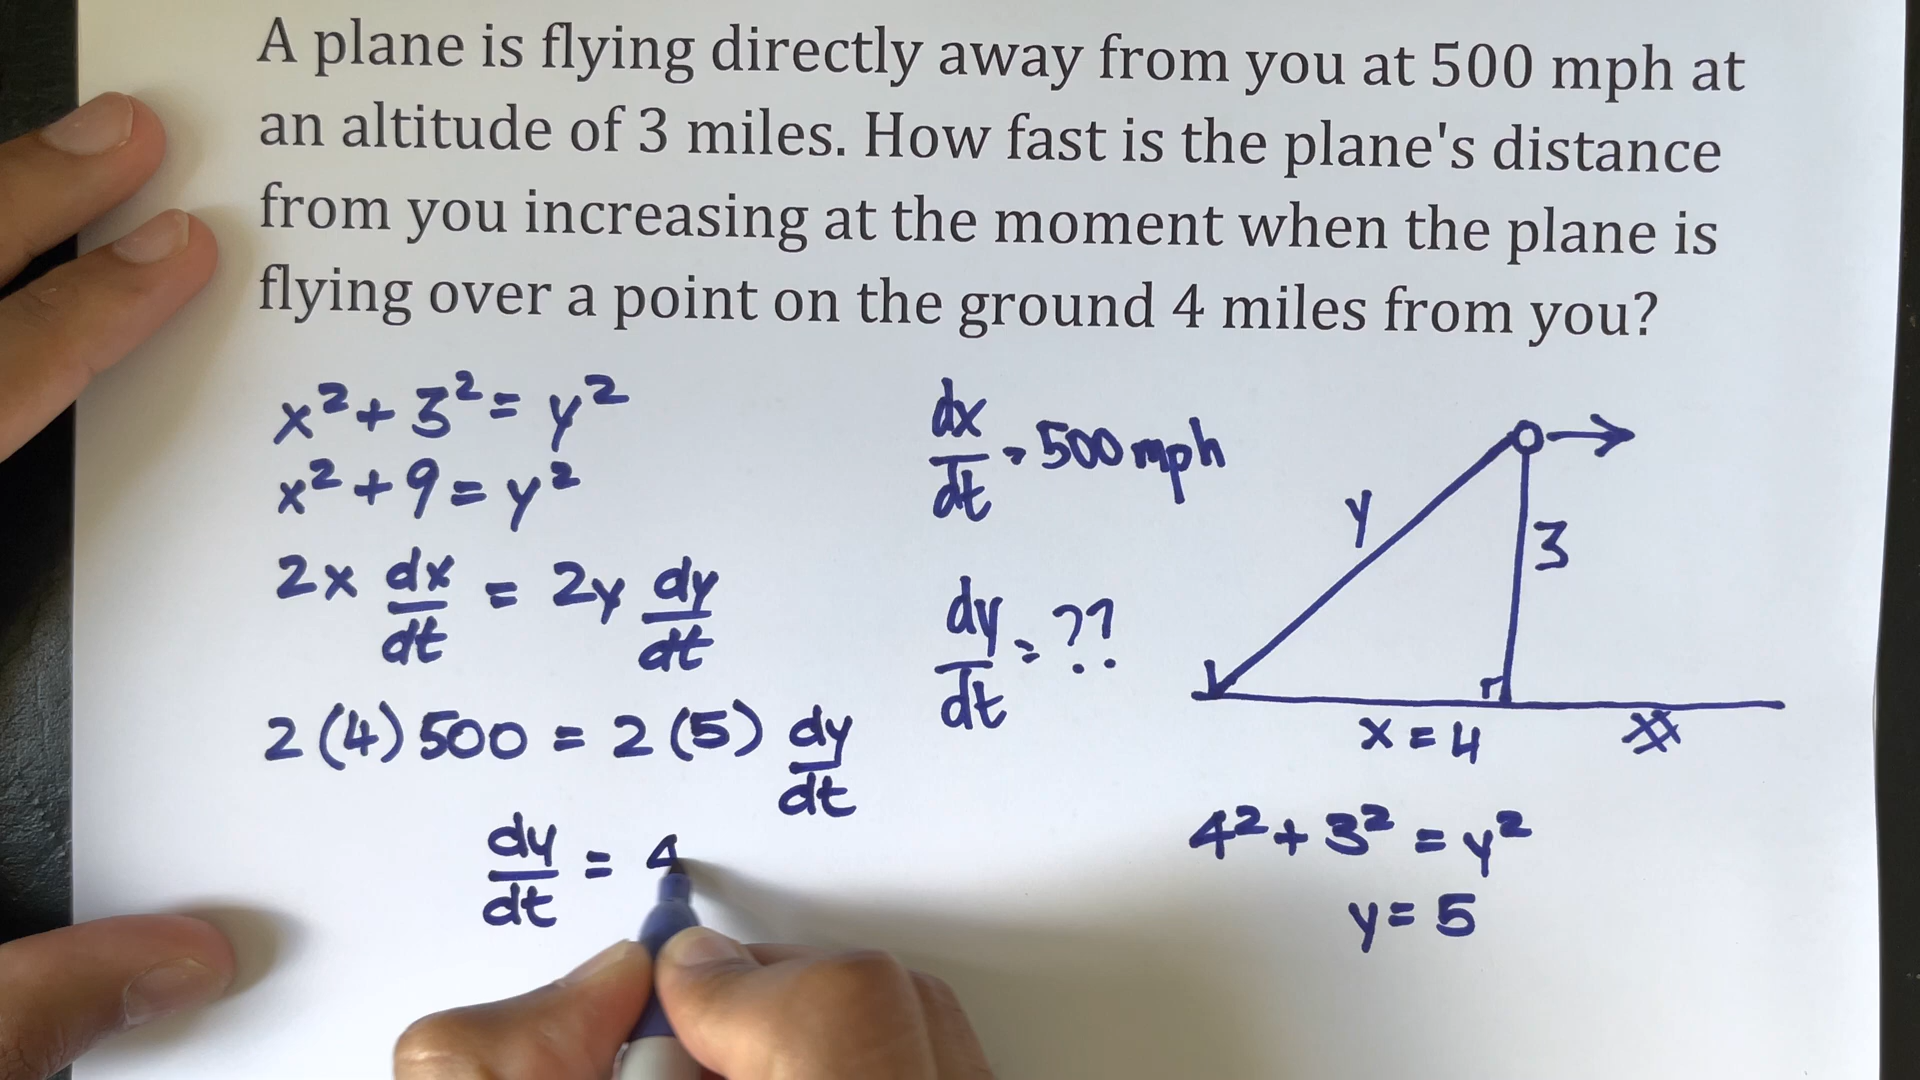 A plane is flying directly away from you at 500 mph at
an altitude of 3 miles. How fast is the plane's distance
from you increasing at the moment when the plane is
flying over a point on the ground 4 miles from you?
x² + 3² = y²
x² + 9 = y²
2x dx/dt = 2y dy/dt
2(4)500 = 2(5) dy/dt
dy/dt = 4
dx/dt = 500 mph
dy/dt = ??
y
3
x = 4
4² + 3² = y²
y = 5